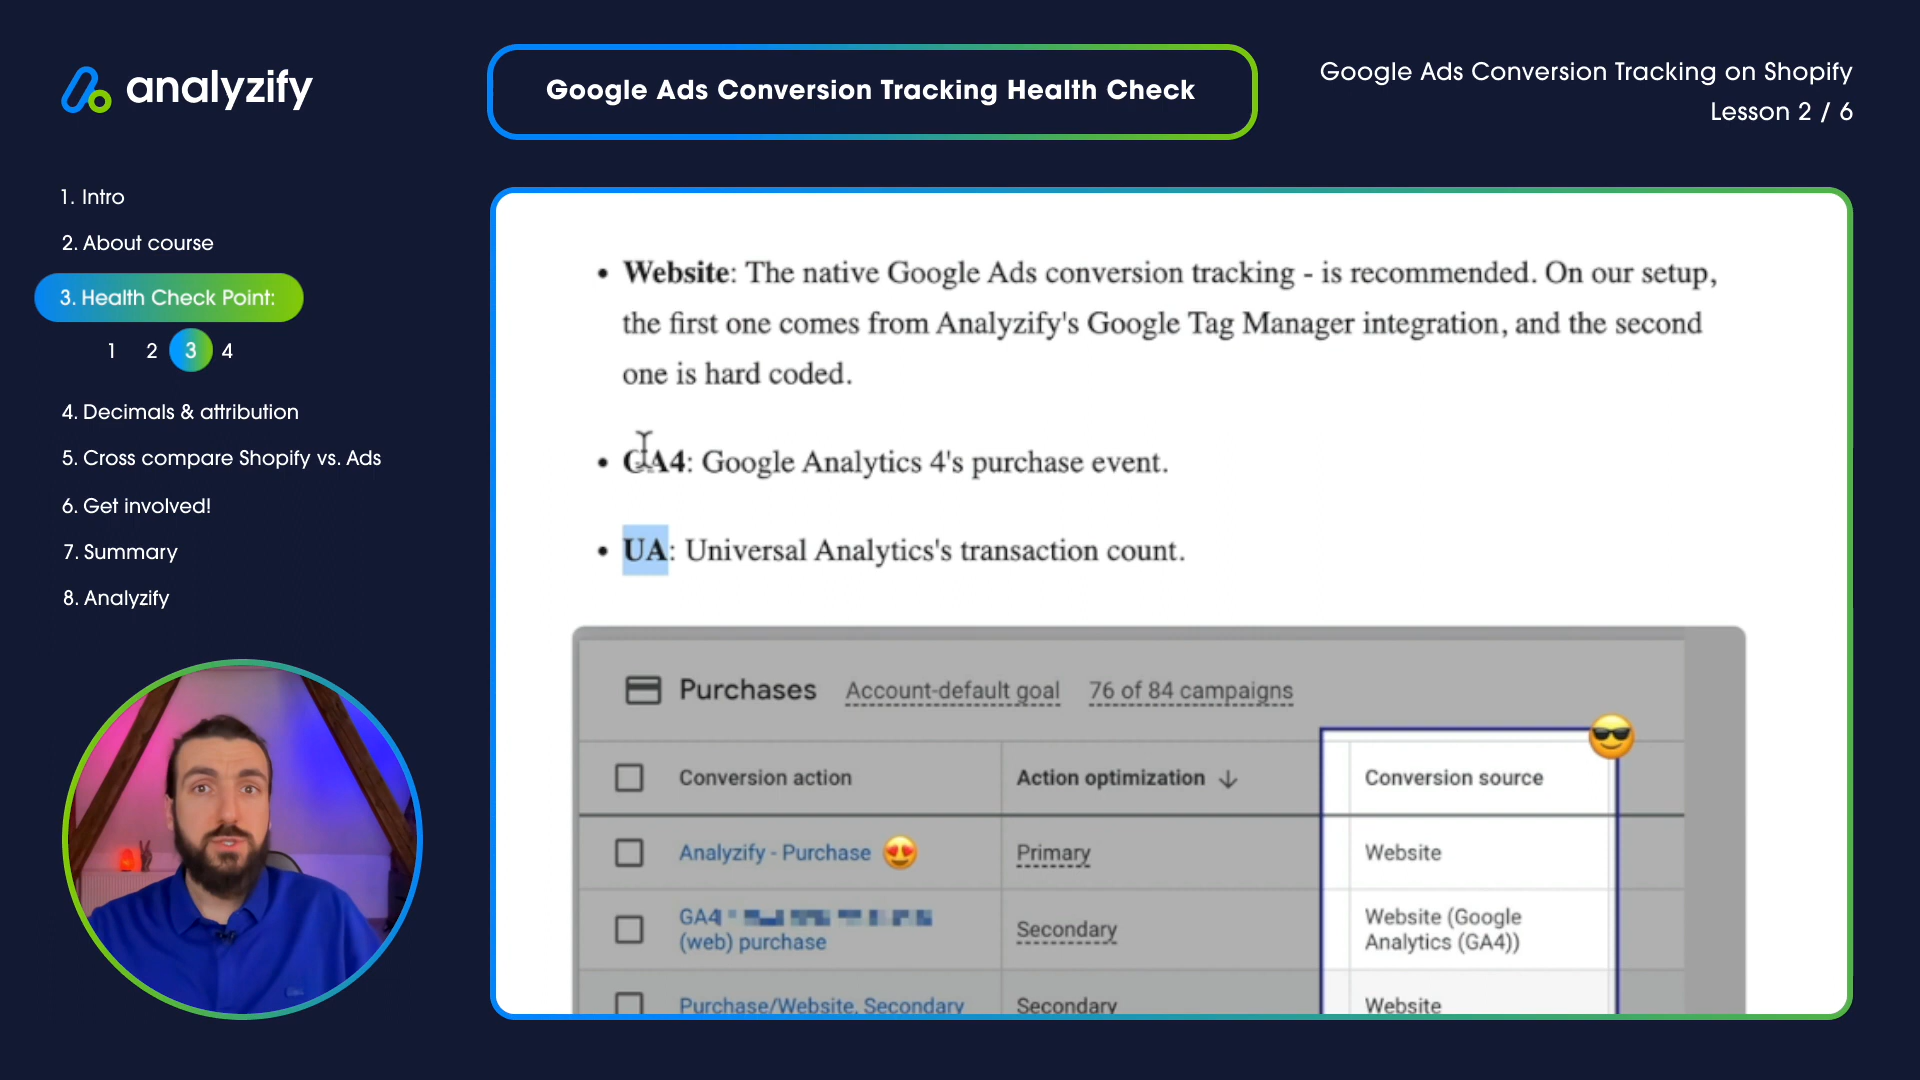 analyzify
Google Ads Conversion Tracking Health Check
Google Ads Conversion Tracking on Shopify
Lesson 2 / 6
1. Intro
2. About course
3. Health Check Point:
1 2 3 4
4. Decimals & attribution
5. Cross compare Shopify vs. Ads
6. Get involved!
7. Summary
8. Analyzify
• Website: The native Google Ads conversion tracking - is recommended. On our setup,
the first one comes from Analyzify's Google Tag Manager integration, and the second
one is hard coded.
• GA4: Google Analytics 4's purchase event.
• UA: Universal Analytics's transaction count.
Purchases Account-default goal 76 of 84 campaigns
Conversion action Action optimization ↓ Conversion source
Analyzify - Purchase 😍 Primary Website
GA4
(web) purchase
Secondary
Website (Google
Analytics (GA4))
Purchase/Website, Secondary Secondary Website